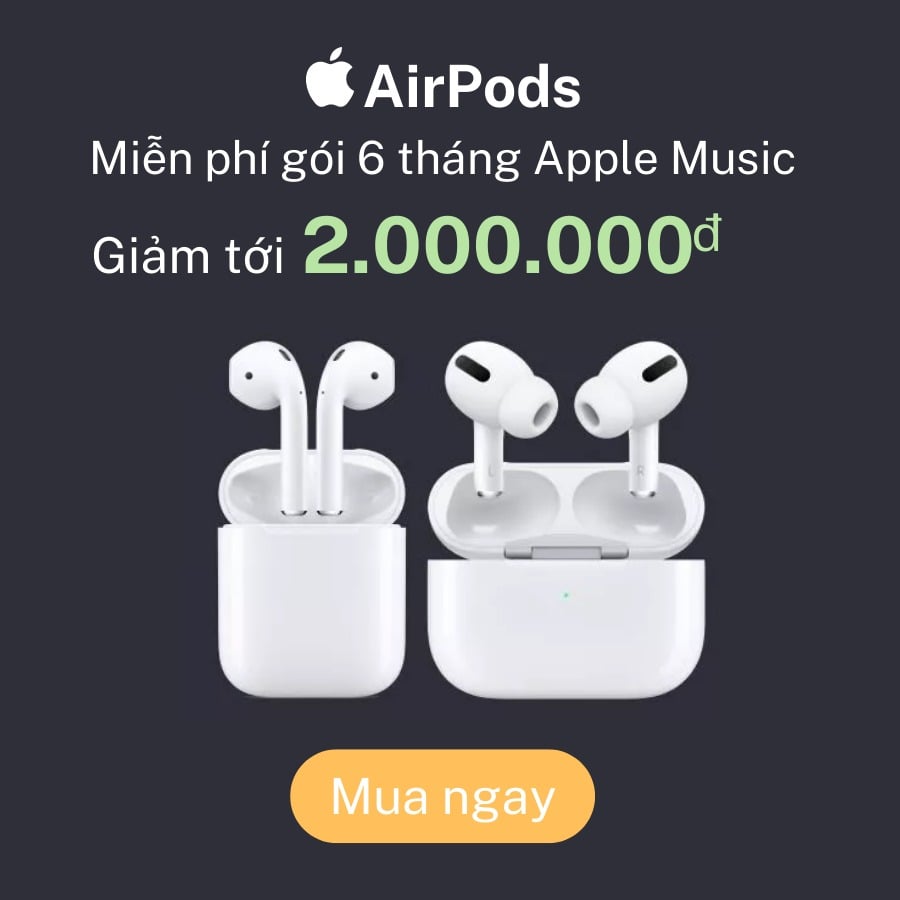 AirPods
Miễn phí gói 6 tháng Apple Music
Giảm tới 2.000.000đ
L
R
Mua ngay